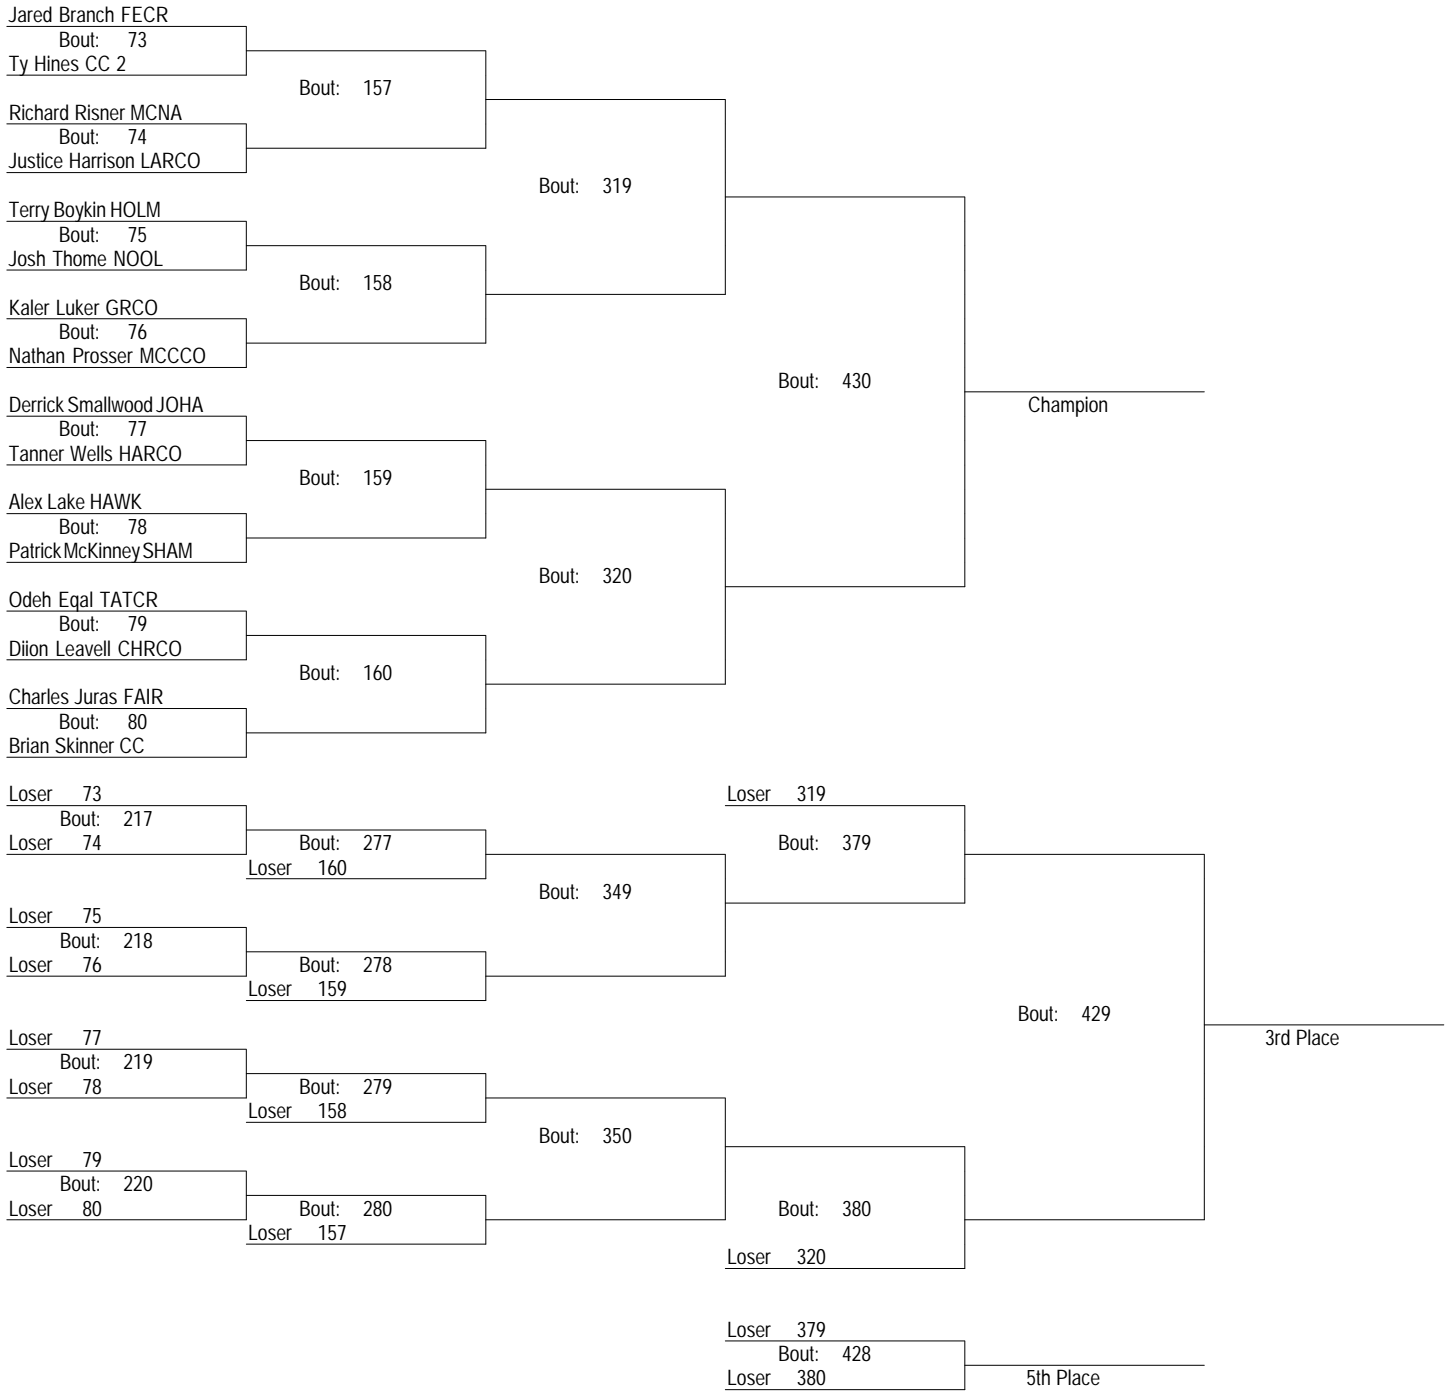 Jared Branch FECR
Bout: 73
Ty Hines CC 2
Bout: 157
Richard Risner MCNA
Bout: 74
Justice Harrison LARCO
Bout: 319
Terry Boykin HOLM
Bout: 75
Josh Thome NOOL
Bout: 158
Kaler Luker GRCO
Bout: 76
Nathan Prosser MCCCO
Bout: 430
Champion
Derrick Smallwood JOHA
Bout: 77
Tanner Wells HARCO
Bout: 159
Alex Lake HAWK
Bout: 78
Patrick McKinney SHAM
Bout: 320
Odeh Eqal TATCR
Bout: 79
Diion Leavell CHRCO
Bout: 160
Charles Juras FAIR
Bout: 80
Brian Skinner CC
Loser 73
Bout: 217
Loser 74
Bout: 277
Loser 160
Loser 319
Bout: 379
Bout: 349
Loser 75
Bout: 218
Loser 76
Bout: 278
Loser 159
Bout: 429
3rd Place
Loser 77
Bout: 219
Loser 78
Bout: 279
Loser 158
Bout: 350
Loser 79
Bout: 220
Loser 80
Bout: 280
Loser 157
Bout: 380
Loser 320
Loser 379
Bout: 428
Loser 380
5th Place